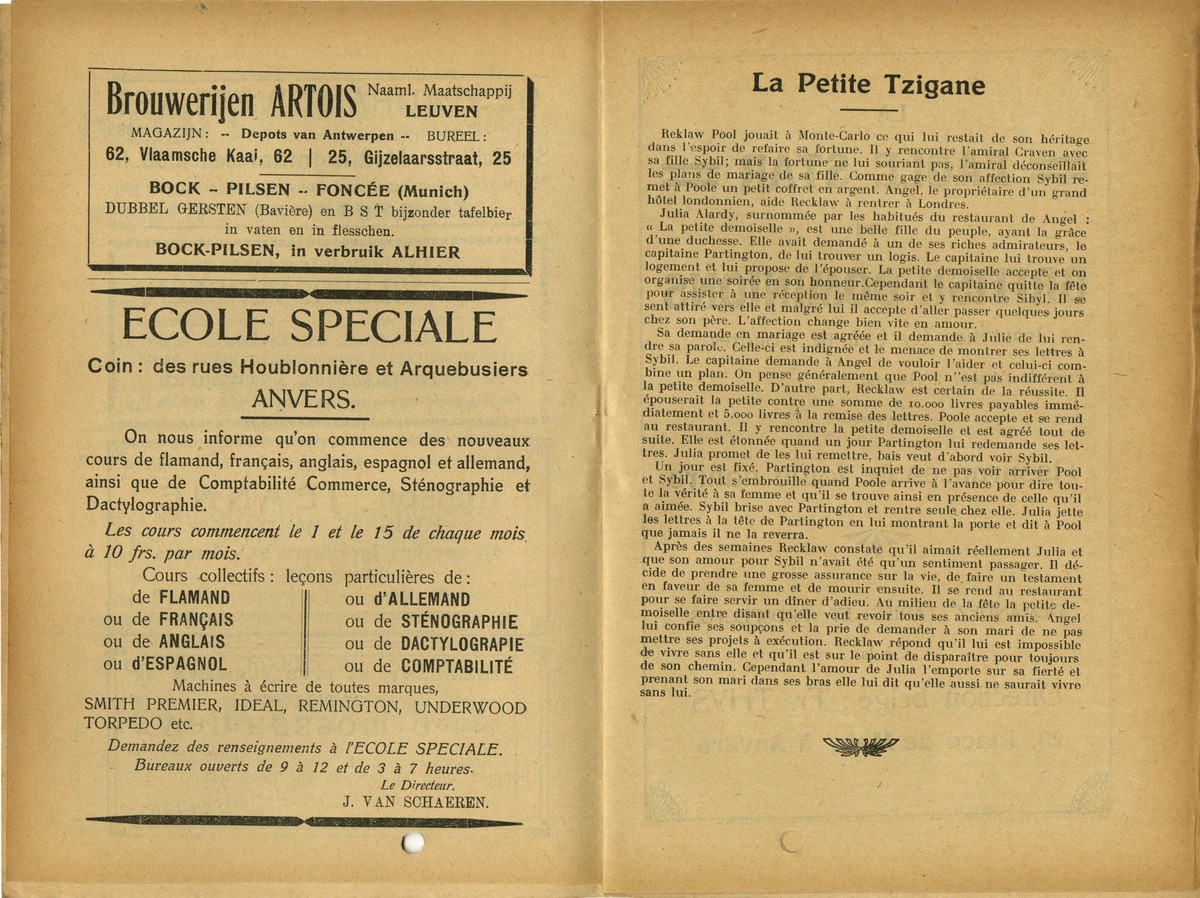 Brouwerijen ARTOIS Naaml. Maatschappij
LEUVEN
MAGAZIJN: -- Depots van Antwerpen -- BUREEL:
62, Vlaamsche Kaai, 62 | 25, Gijzelaarsstraat, 25
BOCK -- PILSEN -- FONCÉE (Munich)
DUBBEL GERSTEN (Bavière) en B S T bijzonder tafelbier
in vaten en in flesschen.
BOCK-PILSEN, in verbruik ALHIER
ECOLE SPECIALE
Coin: des rues Houblonnière et Arquebusiers
ANVERS.
On nous informe qu'on commence des nouveaux
cours de flamand, français, anglais, espagnol et allemand,
ainsi que de Comptabilité Commerce, Sténographie et
Dactylographie.
Les cours commencent le 1 et le 15 de chaque mois
à 10 frs. par mois.
Cours collectifs: leçons particulières de:
de FLAMAND ou d'ALLEMAND
ou de FRANÇAIS ou de STÉNOGRAPHIE
ou de ANGLAIS ou de DACTYLOGRAPIE
ou d'ESPAGNOL ou de COMPTABILITÉ
Machines à écrire de toutes marques,
SMITH PREMIER, IDEAL, REMINGTON, UNDERWOOD
TORPEDO etc.
Demandez des renseignements à l'ECOLE SPECIALE.
Bureaux ouverts de 9 à 12 et de 3 à 7 heures.
Le Directeur.
J. VAN SCHAEREN.
La Petite Tzigane
Reklaw Pool jouait à Monte-Carlo ce qui lui restait de son héritage
dans l'espoir de refaire sa fortune. Il y rencontre l'amiral Craven avec
sa fille Sybil; mais la fortune ne lui souriant pas, l'amiral déconseillait
les plans de mariage de sa fille. Comme gage de son affection Sybil re-
met à Poole un petit coffret en argent. Angel, le propriétaire d'un grand
hôtel londonnien, aide Recklaw à rentrer à Londres.
Julia Alardy, surnommée par les habitués du restaurant de Angel :
« La petite demoiselle », est une belle fille du peuple, ayant la grâce
d'une duchesse. Elle avait demandé à un de ses riches admirateurs, le
capitaine Partington, de lui trouver un logis. Le capitaine lui trouve un
logement et lui propose de l'épouser. La petite demoiselle accepte et on
organise une soirée en son honneur.Cependant le capitaine quitte la fête
pour assister à une réception le même soir et y rencontre Sibyl. Il se
sent attiré vers elle et malgré lui il accepte d'aller passer quelques jours
chez son père. L'affection change bien vite en amour.
Sa demande en mariage est agréée et il demande à Julie de lui ren-
dre sa parole. Celle-ci est indignée et le menace de montrer ses lettres à
Sybil. Le capitaine demande à Angel de vouloir l'aider et celui-ci com-
bine un plan. On pense généralement que Pool n''est pas indifférent à
la petite demoiselle. D'autre part, Recklaw est certain de la réussite. Il
épouserait la petite contre une somme de 10.000 livres payables immé-
diatement et 5.000 livres à la remise des lettres. Poole accepte et se rend
au restaurant. Il y rencontre la petite demoiselle et est agréé tout de
suite. Elle est étonnée quand un jour Partington lui redemande ses let-
tres. Julia promet de les lui remettre, bais veut d'abord voir Sybil.
Un jour est fixé. Partington est inquiet de ne pas voir arriver Pool
et Sybil. Tout s'embrouille quand Poole arrive à l'avance pour dire tou-
te la vérité à sa femme et qu'il se trouve ainsi en présence de celle qu'il
a aimée. Sybil brise avec Partington et rentre seule chez elle. Julia jette
les lettres à la tête de Partington en lui montrant la porte et dit à Pool
que jamais il ne la reverra.
Après des semaines Recklaw constate qu'il aimait réellement Julia et
que son amour pour Sybil n'avait été qu'un sentiment passager. Il dé-
cide de prendre une grosse assurance sur la vie, de faire un testament
en faveur de sa femme et de mourir ensuite. Il se rend au restaurant
pour se faire servir un dîner d'adieu. Au milieu de la fête la petite de-
moiselle entre disant qu'elle veut revoir tous ses anciens amis. Angel
lui confie ses soupçons et la prie de demander à son mari de ne pas
mettre ses projets à exécution. Recklaw répond qu'il lui est impossible
de vivre sans elle et qu'il est sur le point de disparaître pour toujours
de son chemin. Cependant l'amour de Julia l'emporte sur sa fierté et
prenant son mari dans ses bras elle lui dit qu'elle aussi ne saurait vivre
sans lui.